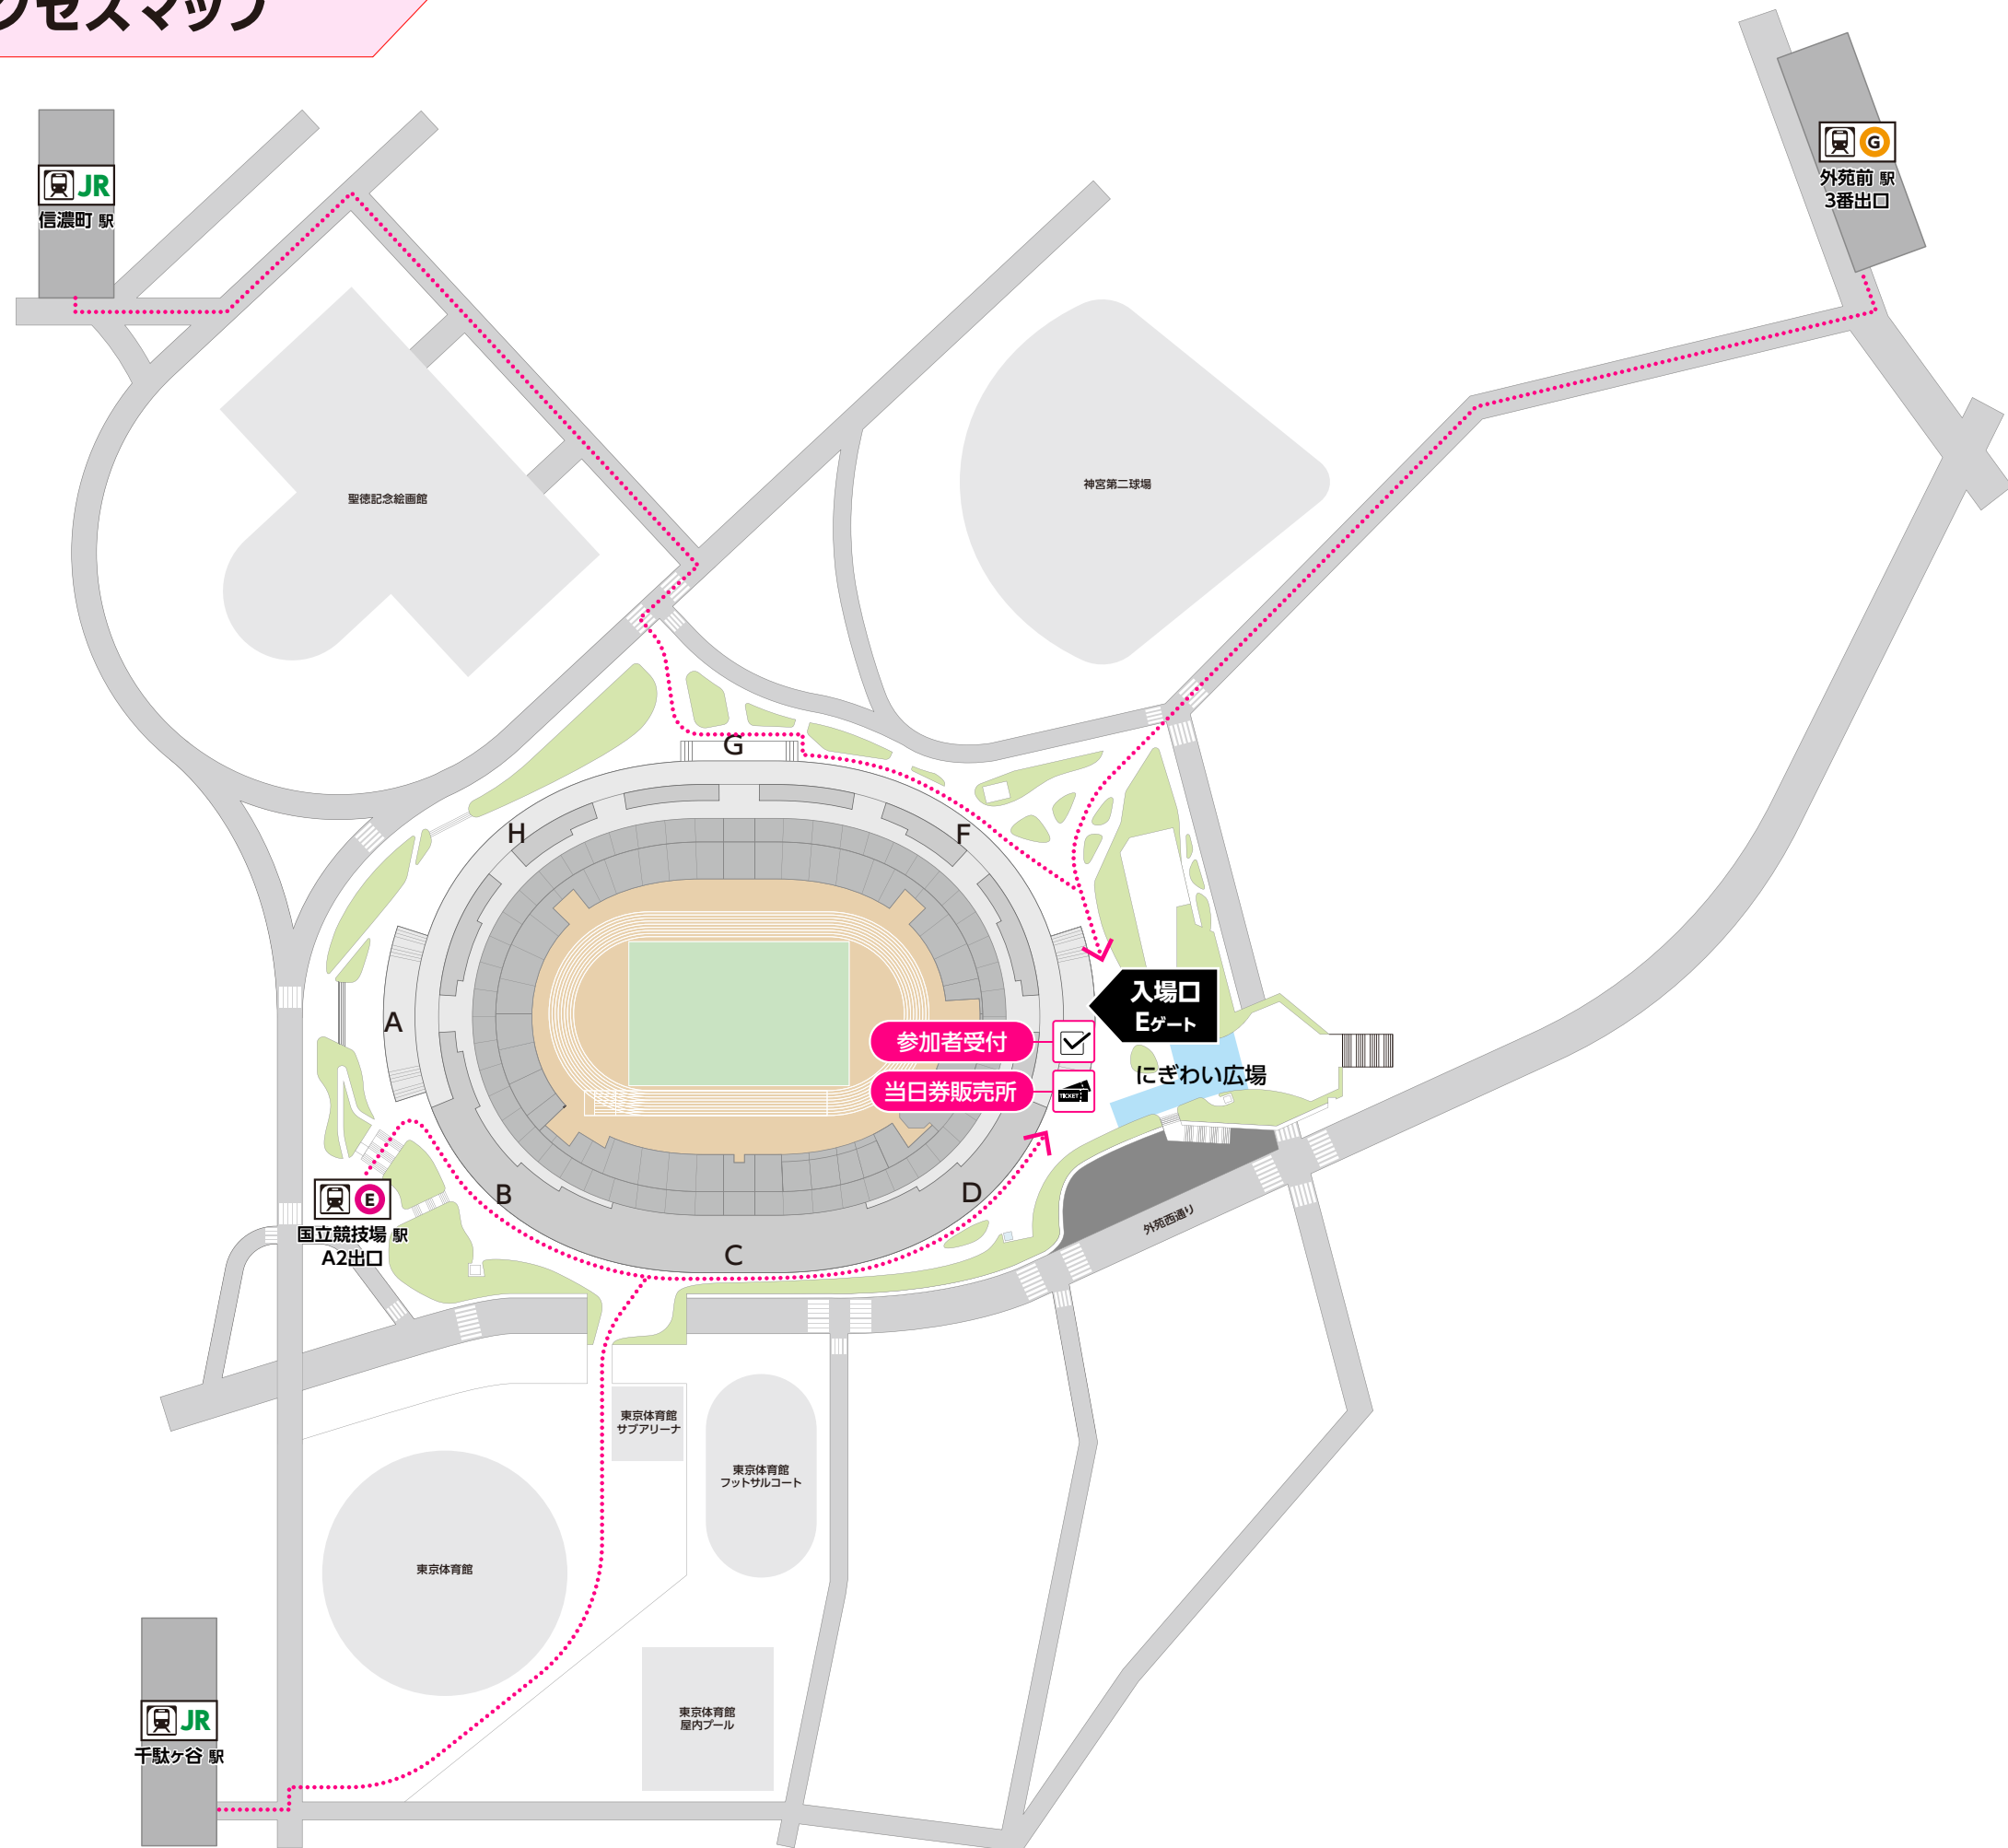 クセスマップ
JR
信濃町 駅
G
外苑前 駅
3番出口
聖徳記念絵画館
神宮第二球場
G
H
F
A
入場口
Eゲート
参加者受付
当日券販売所
TICKET
にぎわい広場
B
D
C
E
国立競技場 駅
A2出口
外苑西通り
東京体育館
サブアリーナ
東京体育館
フットサルコート
東京体育館
東京体育館
屋内プール
JR
千駄ヶ谷 駅